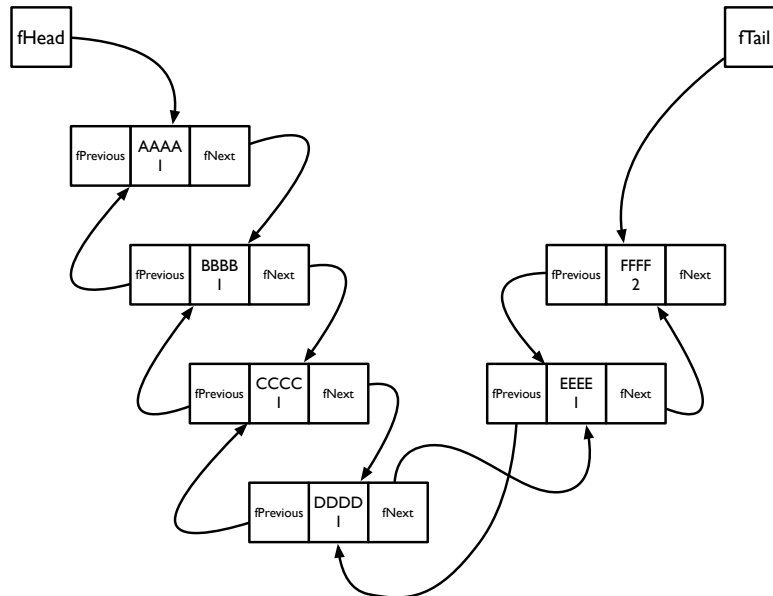 fHead
fTail
fPrevious
AAAA
1
fNext
fPrevious
BBBB
1
fNext
fPrevious
FFFF
2
fNext
fPrevious
CCCC
1
fNext
fPrevious
EEEE
1
fNext
fPrevious
DDDD
1
fNext